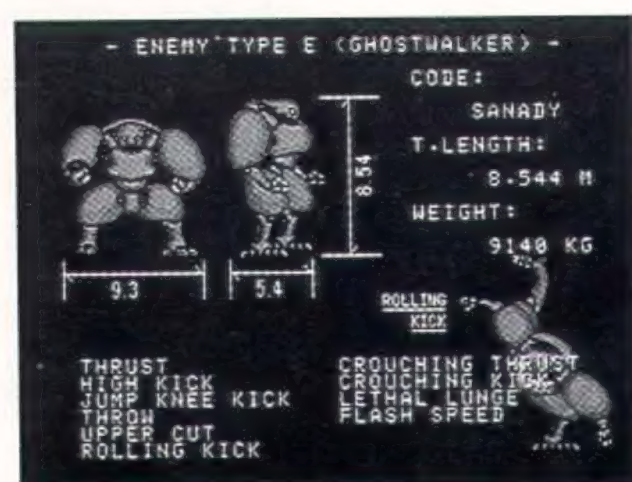 - ENEMY TYPE E (GHOSTWALKER) -
CODE:
SANADY
T.LENGTH:
8.544 M
WEIGHT:
9140 KG
8.54
9.3
5.4
ROLLING
KICK
THRUST
HIGH KICK
JUMP KNEE KICK
THROW
UPPER CUT
ROLLING KICK
CROUCHING THRUST
CROUCHING KICK
LETHAL LUNGE
FLASH SPEED